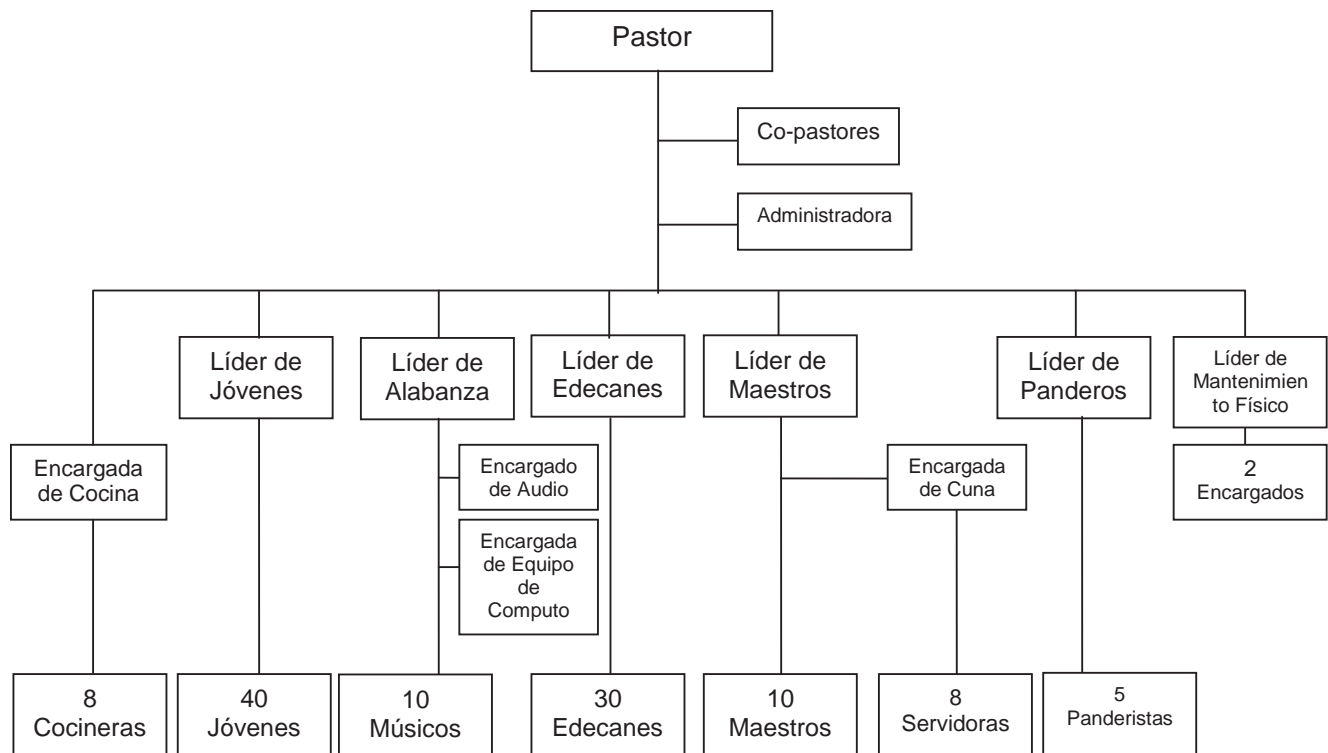 Pastor
Co-pastores
Administradora
Líder de
Jóvenes
Líder de
Alabanza
Líder de
Edecanes
Líder de
Maestros
Líder de
Panderos
Líder de
Mantenimien
to Físico
Encargada
de Cocina
Encargado
de Audio
Encargada
de Equipo
de
Computo
Encargada
de Cuna
2
Encargados
8
Cocineras
40
Jóvenes
10
Músicos
30
Edecanes
10
Maestros
8
Servidoras
5
Panderistas